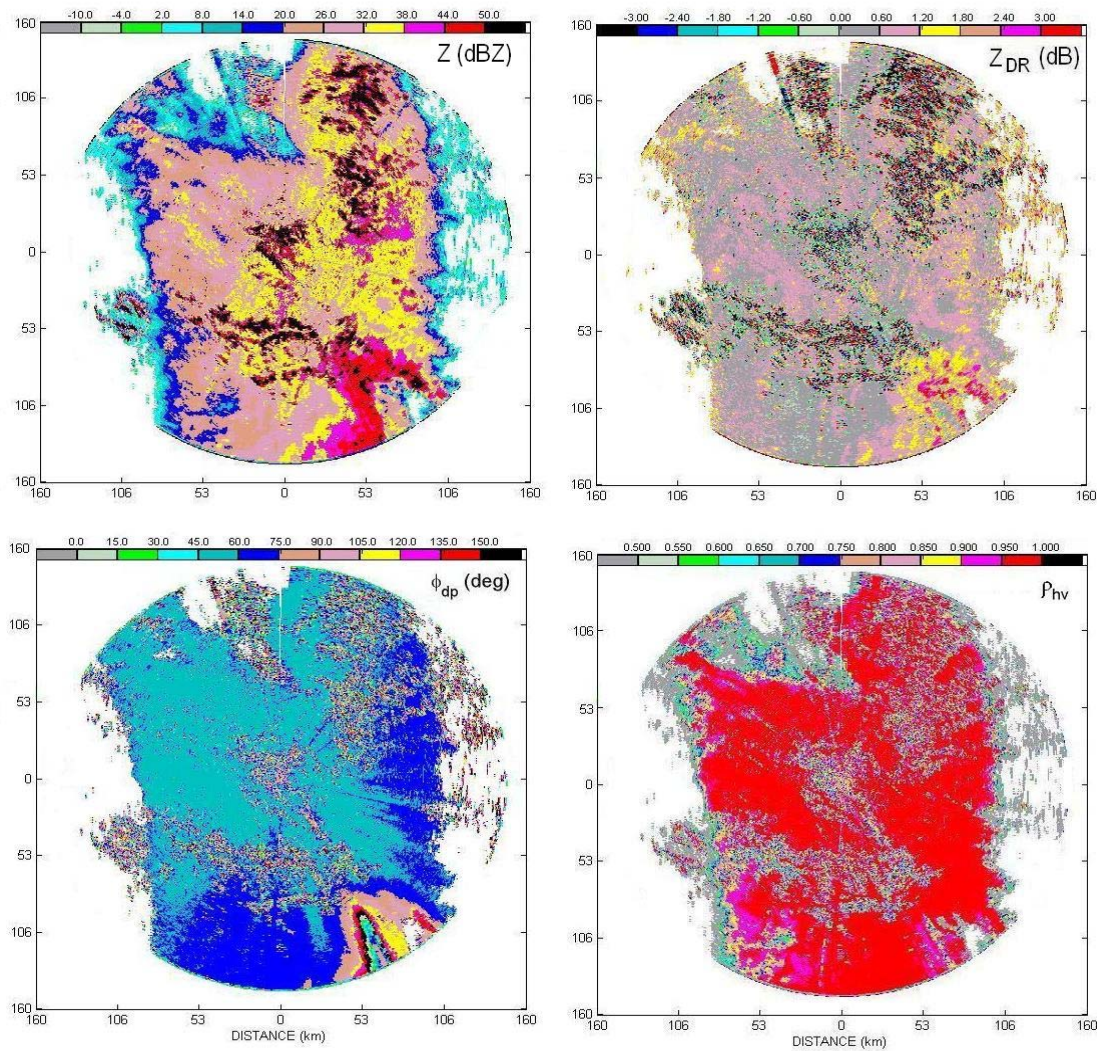 160
-10.0 -4.0 2.0 8.0 14.0 20.0 26.0 32.0 38.0 44.0 50.0
Z (dBZ)
106
53
0
53
106
160
160 106 53 0 53 106 160
160
-3.00 -2.40 -1.80 -1.20 -0.60 0.00 0.60 1.20 1.80 2.40 3.00
Z DR (dB)
106
53
0
53
106
160
160 106 53 0 53 106 160
160
0.0 15.0 30.0 45.0 60.0 75.0 90.0 105.0 120.0 135.0 150.0
ϕdp (deg)
106
53
0
53
106
160
160 106 53 0 53 106 160
DISTANCE (km)
160
0.500 0.550 0.600 0.650 0.700 0.750 0.800 0.850 0.900 0.950 1.000
ρhv
106
53
0
53
106
160
160 106 53 0 53 106 160
DISTANCE (km)